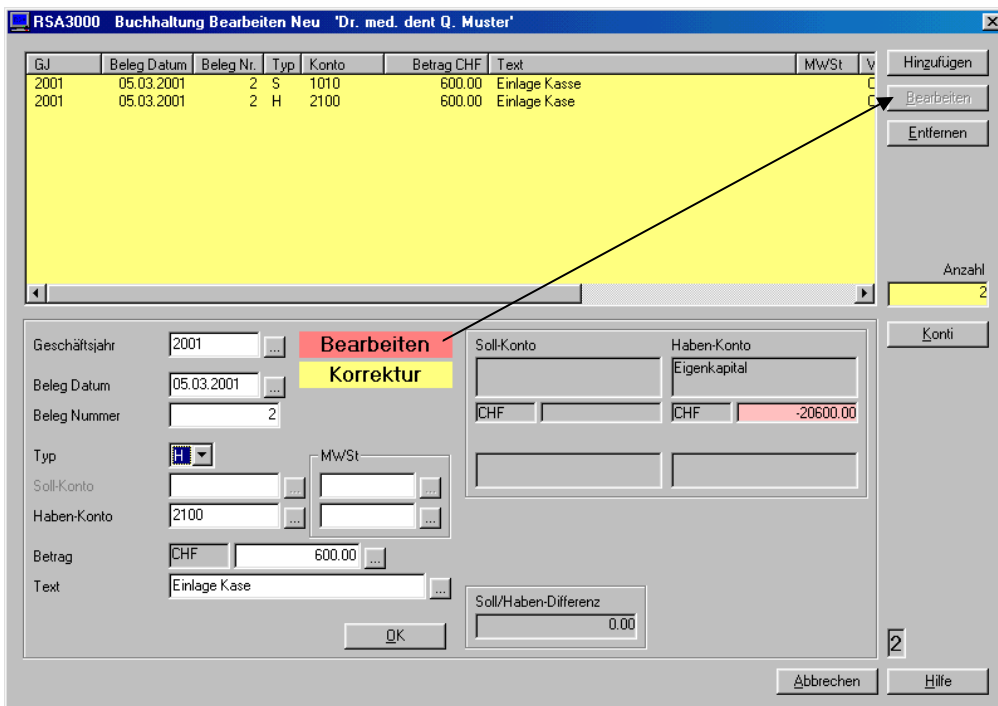 RSA3000 Buchhaltung Bearbeiten Neu 'Dr. med. dent Q. Muster'
GJ Beleg Datum Beleg Nr. Typ Konto Betrag CHF Text MWSt V
2001 05.03.2001 2 S 1010 600.00 Einlage Kasse
2001 05.03.2001 2 H 2100 600.00 Einlage Kase
Hinzufügen
Bearbeiten
Entfernen
Anzahl
2
Konti
Geschäftsjahr 2001 ...
Bearbeiten
Korrektur
Beleg Datum 05.03.2001 ...
Beleg Nummer 2
Typ H
MWSt
Soll-Konto ... ...
Haben-Konto 2100 ... ...
Betrag CHF 600.00 ...
Text Einlage Kase ...
OK
Soll-Konto Haben-Konto
Eigenkapital
CHF CHF -20600.00
Soll/Haben-Differenz
0.00
2
Abbrechen Hilfe